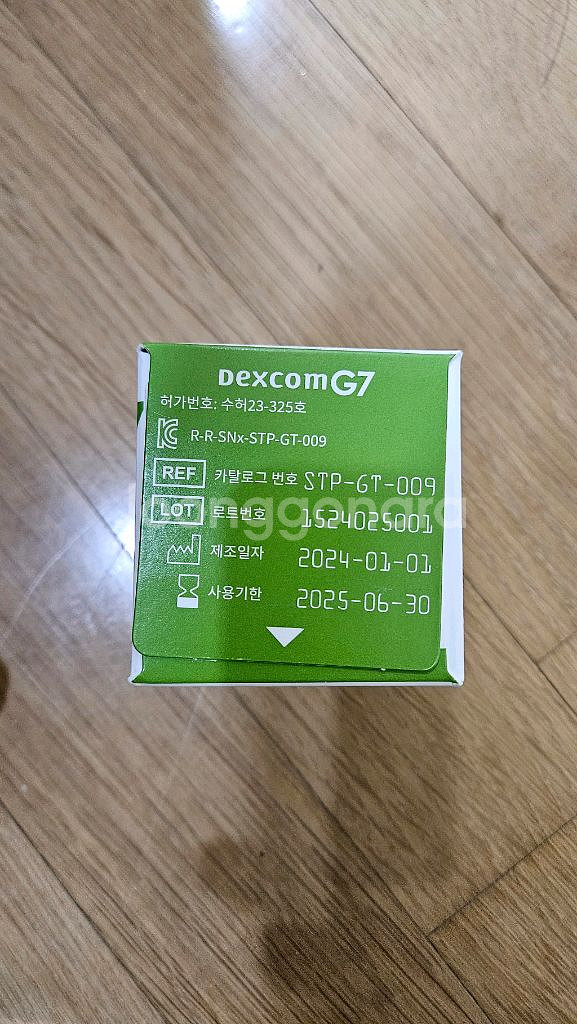 Dexcom G7
허가번호: 수허23-325호
R-R-SNx-STP-GT-009
REF 카탈로그 번호 STP-GT-009
LOT 로트번호 1524025001
제조일자 2024-01-01
사용기한 2025-06-30